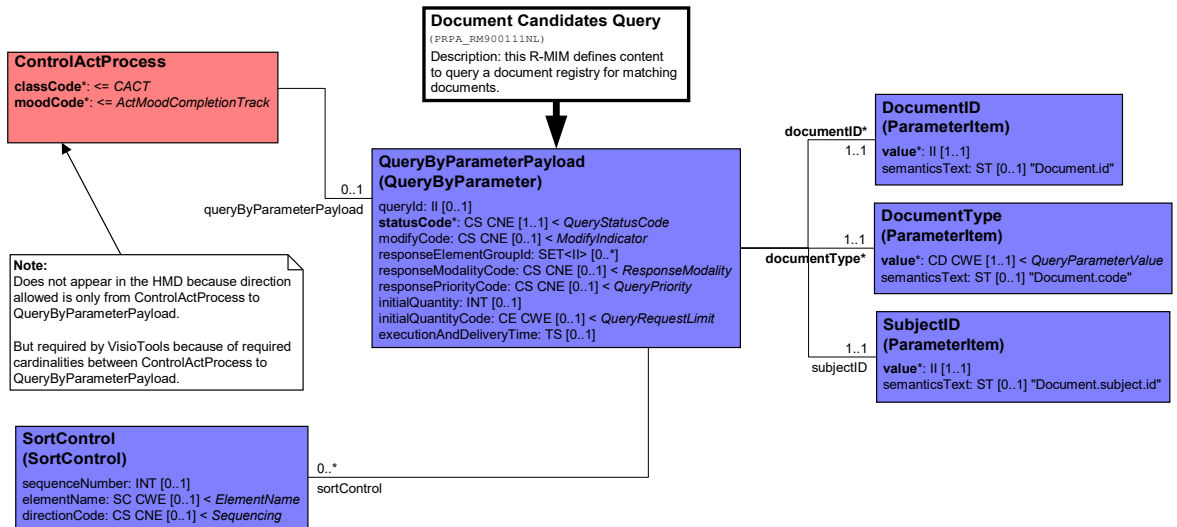 Document Candidates Query
(PRPA_RM900111NL)
Description: this R-MIM defines content
to query a document registry for matching
documents.
ControlActProcess
classCode*: <= CACT
moodCode*: <= ActMoodCompletionTrack
0..1
queryByParameterPayload
QueryByParameterPayload
(QueryByParameter)
queryId: II [0..1]
statusCode*: CS CNE [1..1] < QueryStatusCode
modifyCode: CS CNE [0..1] < ModifyIndicator
responseElementGroupId: SET<II> [0..*]
responseModalityCode: CS CNE [0..1] < ResponseModality
responsePriorityCode: CS CNE [0..1] < QueryPriority
initialQuantity: INT [0..1]
initialQuantityCode: CE CWE [0..1] < QueryRequestLimit
executionAndDeliveryTime: TS [0..1]
documentID*
1..1
DocumentID
(ParameterItem)
value*: II [1..1]
semanticsText: ST [0..1] "Document.id"
1..1
documentType*
DocumentType
(ParameterItem)
value*: CD CWE [1..1] < QueryParameterValue
semanticsText: ST [0..1] "Document.code"
1..1
subjectID
SubjectID
(ParameterItem)
value*: II [1..1]
semanticsText: ST [0..1] "Document.subject.id"
Note:
Does not appear in the HMD because direction
allowed is only from ControlActProcess to
QueryByParameterPayload.
But required by VisioTools because of required
cardinalities between ControlActProcess to
QueryByParameterPayload.
SortControl
(SortControl)
sequenceNumber: INT [0..1]
elementName: SC CWE [0..1] < ElementName
directionCode: CS CNE [0..1] < Sequencing
0..*
sortControl